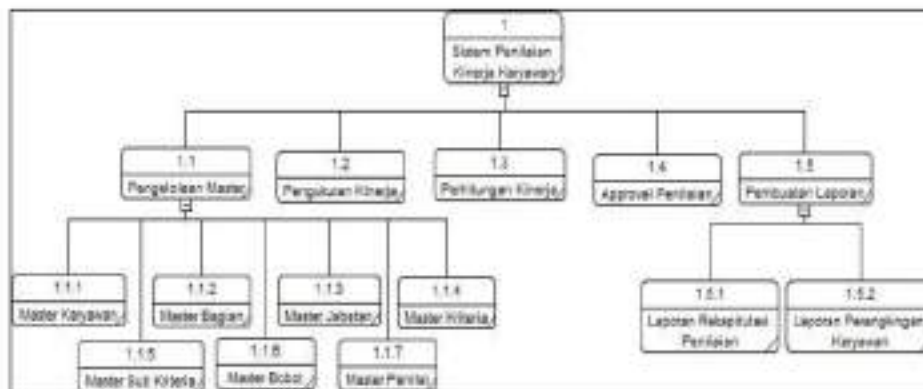 1
Sistem Penilaian
Kinerja Karyawan
1.1
Pengelolaan Master
1.2
Pengukuran Kinerja
1.3
Perhitungan Kinerja
1.4
Approval Penilaian
1.5
Pembuatan Laporan
1.1.1
Master Karyawan
1.1.2
Master Bagian
1.1.3
Master Jabatan
1.1.4
Master Kriteria
1.1.5
Master Sub Kriteria
1.1.6
Master Bobot
1.1.7
Master Penilai
1.5.1
Laporan Rekapitulasi
Penilaian
1.5.2
Laporan Perangkingan
Karyawan